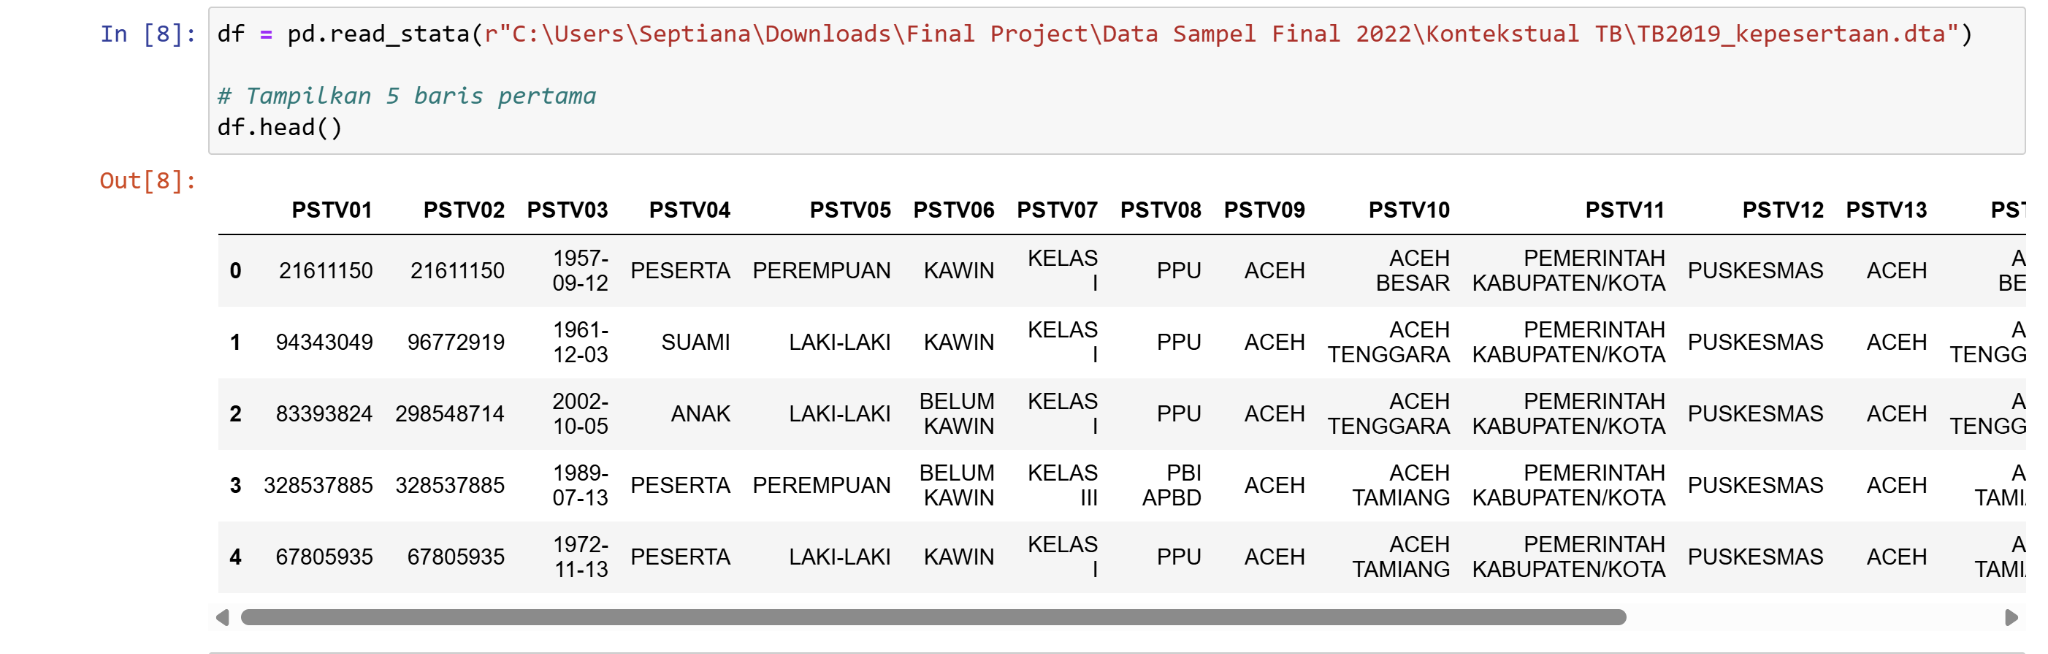 In [8]: df = pd.read_stata(r"C:\Users\Septiana\Downloads\Final Project\Data Sampel Final 2022\Kontekstual TB\TB2019_kepesertaan.dta")
# Tampilkan 5 baris pertama
df.head()
Out[8]:
PSTV01 PSTV02 PSTV03 PSTV04 PSTV05 PSTV06 PSTV07 PSTV08 PSTV09 PSTV10 PSTV11 PSTV12 PSTV13 PST
0 21611150 21611150 1957-09-12 PESERTA PEREMPUAN KAWIN KELAS I PPU ACEH ACEH BESAR PEMERINTAH KABUPATEN/KOTA PUSKESMAS ACEH A BE
1 94343049 96772919 1961-12-03 SUAMI LAKI-LAKI KAWIN KELAS I PPU ACEH ACEH TENGGARA PEMERINTAH KABUPATEN/KOTA PUSKESMAS ACEH A TENGG
2 83393824 298548714 2002-10-05 ANAK LAKI-LAKI BELUM KAWIN KELAS I PPU ACEH ACEH TENGGARA PEMERINTAH KABUPATEN/KOTA PUSKESMAS ACEH A TENGG
3 328537885 328537885 1989-07-13 PESERTA PEREMPUAN BELUM KAWIN KELAS III PBI APBD ACEH ACEH TAMIANG PEMERINTAH KABUPATEN/KOTA PUSKESMAS ACEH A TAMI
4 67805935 67805935 1972-11-13 PESERTA LAKI-LAKI KAWIN KELAS I PPU ACEH ACEH TAMIANG PEMERINTAH KABUPATEN/KOTA PUSKESMAS ACEH A TAMI